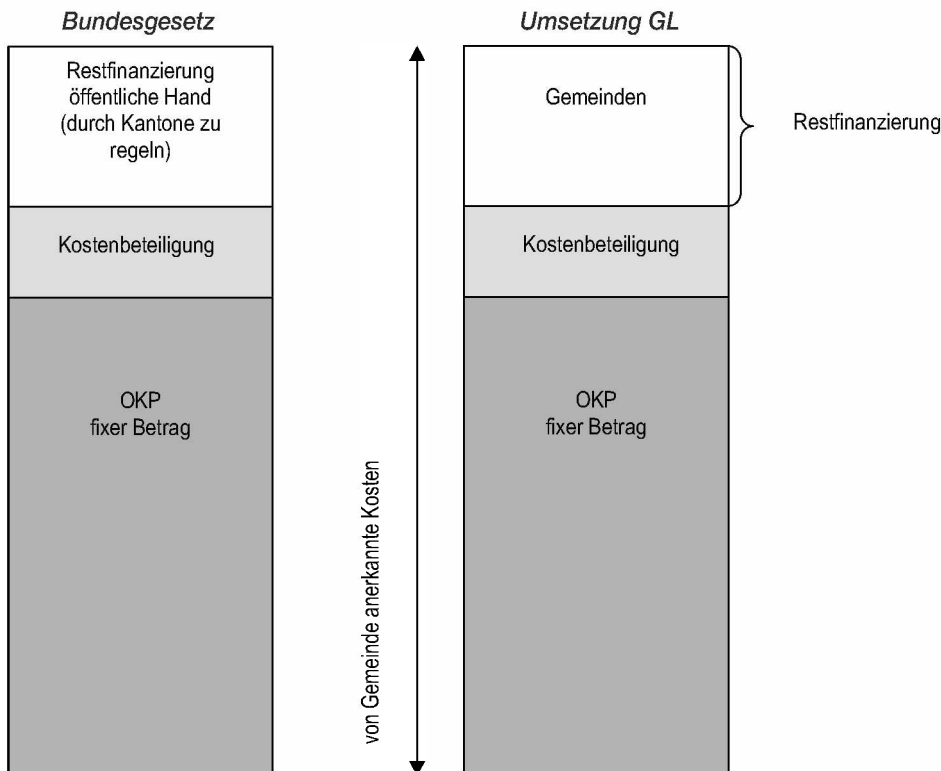 Bundesgesetz
Restfinanzierung
öffentliche Hand
(durch Kantone zu
regeln)
Kostenbeteiligung
OKP
fixer Betrag
von Gemeinde anerkannte Kosten
Umsetzung GL
Gemeinden
Restfinanzierung
Kostenbeteiligung
OKP
fixer Betrag